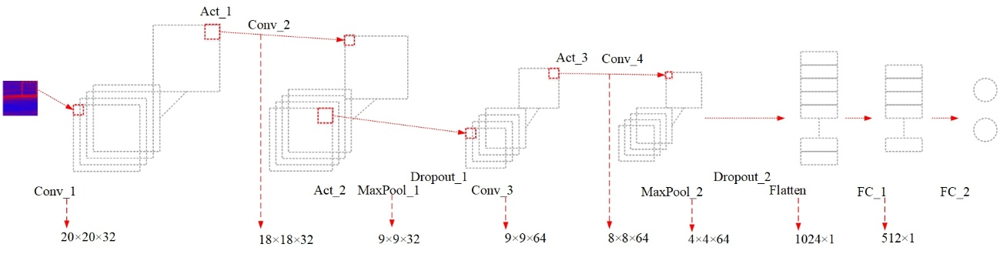 Act_1
Conv_2
Act_3
Conv_4
Conv_1
Act_2
MaxPool_1
Dropout_1
Conv_3
MaxPool_2
Dropout_2
Flatten
FC_1
FC_2
20×20×32
18×18×32
9×9×32
9×9×64
8×8×64
4×4×64
1024×1
512×1